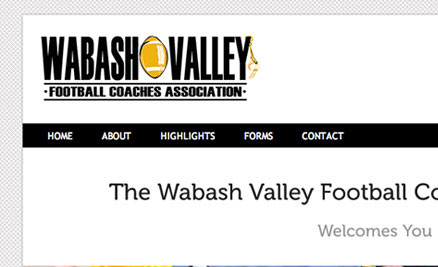 WABASH VALLEY
·FOOTBALL COACHES ASSOCIATION·
HOME ABOUT HIGHLIGHTS FORMS CONTACT
The Wabash Valley Football Co
Welcomes You